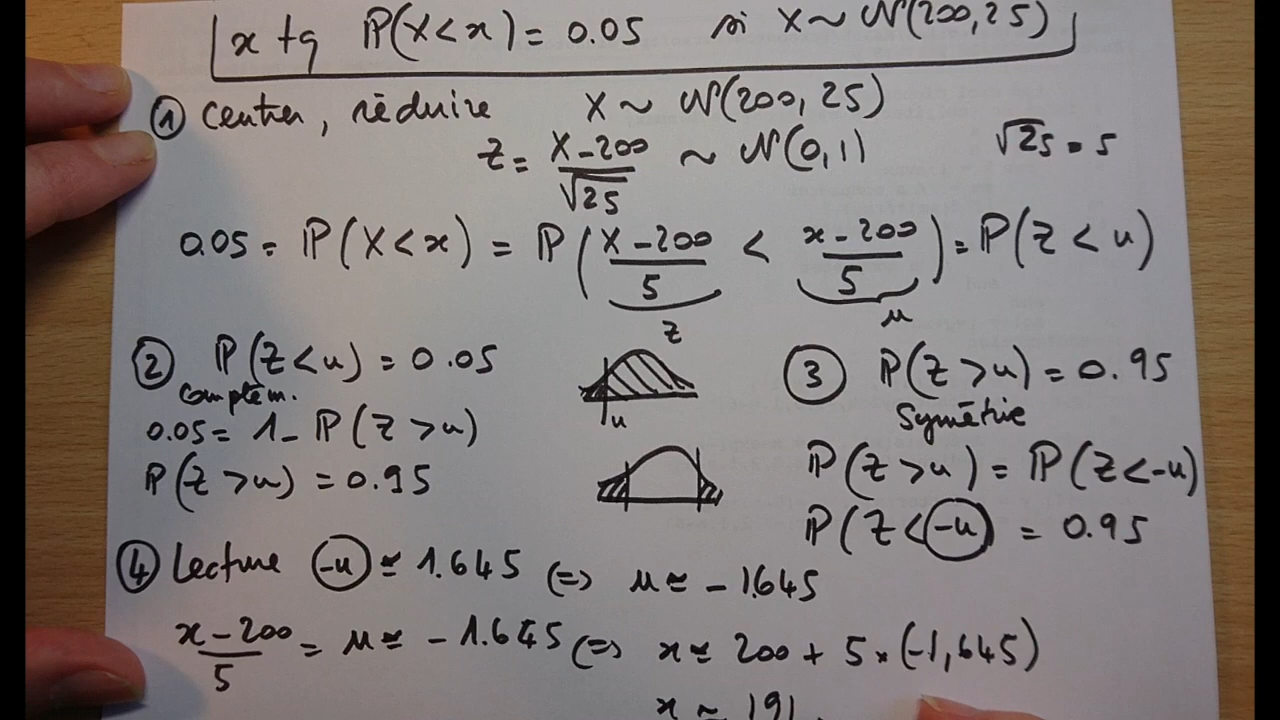 x tq ℙ(X<x) = 0.05 si X ~ 𝒩(200,25)
① Centrer, réduire X ~ 𝒩(200,25)
Z = (X-200)/√25 ~ 𝒩(0,1) √25 = 5
0.05 = ℙ(X<x) = ℙ((X-200)/5 < (x-200)/5) = ℙ(Z<u)
z u
② ℙ(Z<u) = 0.05
complém.
0.05 = 1 - ℙ(Z>u)
ℙ(Z>u) = 0.95
u
③ ℙ(Z>u) = 0.95
Symétrie
ℙ(Z>u) = ℙ(Z<-u)
ℙ(Z<-u) = 0.95
④ Lecture -u ≃ 1.645 (=> u ≃ -1.645
(x-200)/5 = u ≃ -1.645 (=> x ≃ 200 + 5×(-1,645)
x ≃ 191.